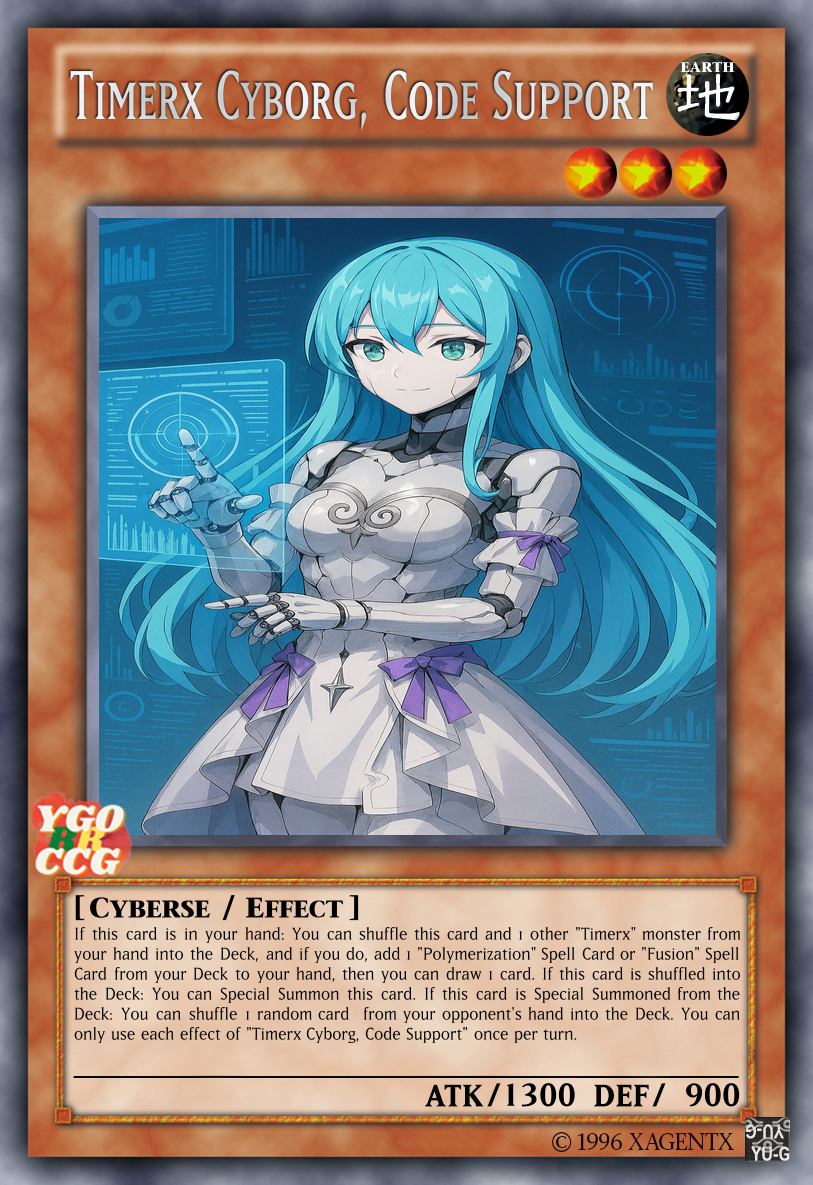 Timerx Cyborg, Code Support
EARTH
地
YGO
RR
CCG
[ Cyberse / Effect ]
If this card is in your hand: You can shuffle this card and 1 other "Timerx" monster from
your hand into the Deck, and if you do, add 1 "Polymerization" Spell Card or "Fusion" Spell
Card from your Deck to your hand, then you can draw 1 card. If this card is shuffled into
the Deck: You can Special Summon this card. If this card is Special Summoned from the
Deck: You can shuffle 1 random card from your opponent's hand into the Deck. You can
only use each effect of "Timerx Cyborg, Code Support" once per turn.
ATK/1300 DEF/ 900
© 1996 XAGENTX
YU-G